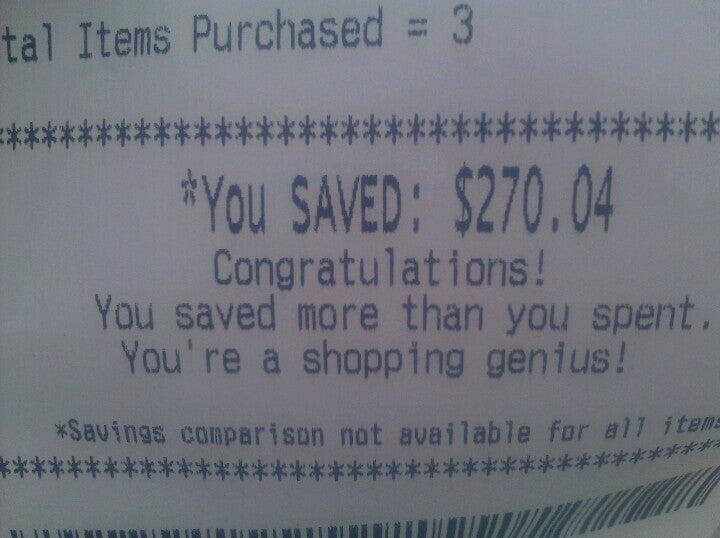 tal Items Purchased = 3
***********************************
*You SAVED: $270.04
Congratulations!
You saved more than you spent.
You're a shopping genius!
*Savings comparison not available for all items
***********************************